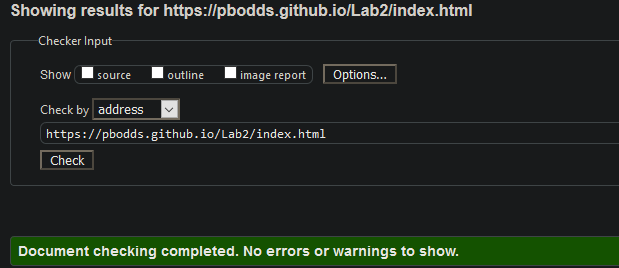 Showing results for https://pbodds.github.io/Lab2/index.html
Checker Input
Show source outline image report Options...
Check by address
https://pbodds.github.io/Lab2/index.html
Check
Document checking completed. No errors or warnings to show.